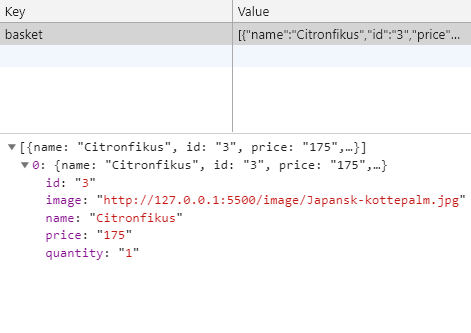 Key Value
basket [{"name":"Citronfikus","id":"3","price"...
[{name: "Citronfikus", id: "3", price: "175",…}]
0: {name: "Citronfikus", id: "3", price: "175",…}
id: "3"
image: "http://127.0.0.1:5500/image/Japansk-kottepalm.jpg"
name: "Citronfikus"
price: "175"
quantity: "1"